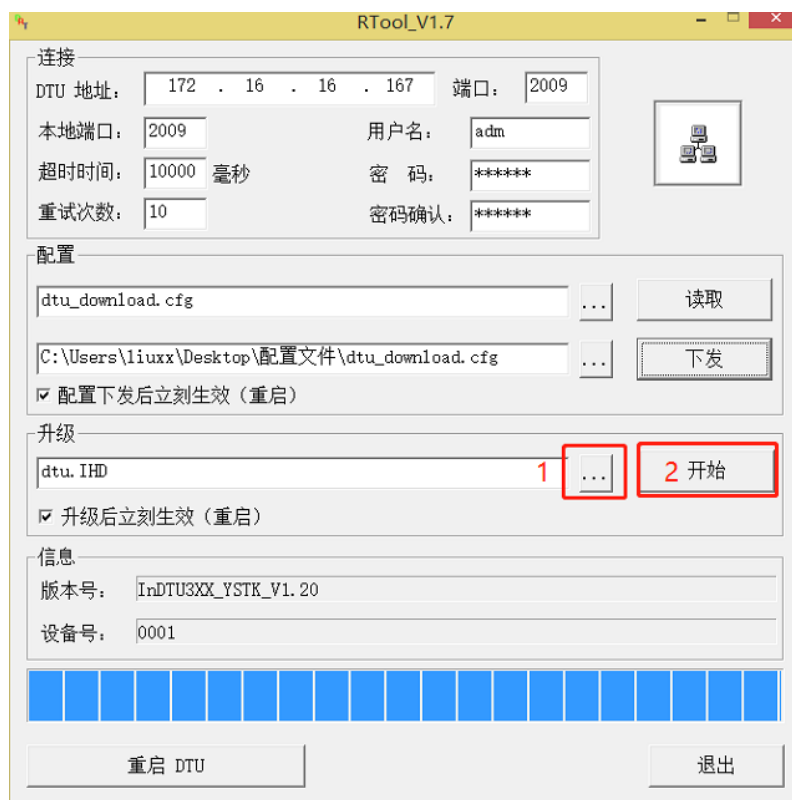 RTool_V1.7
连接
DTU 地址: 172 . 16 . 16 . 167 端口: 2009
本地端口: 2009 用户名: adm
超时时间: 10000 毫秒 密 码: ******
重试次数: 10 密码确认: ******
配置
dtu_download.cfg ... 读取
C:\Users\liuxx\Desktop\配置文件\dtu_download.cfg ... 下发
配置下发后立刻生效（重启）
升级
dtu.IHD 1 ... 2 开始
升级后立刻生效（重启）
信息
版本号: InDTU3XX_YSTK_V1.20
设备号: 0001
重启 DTU 退出